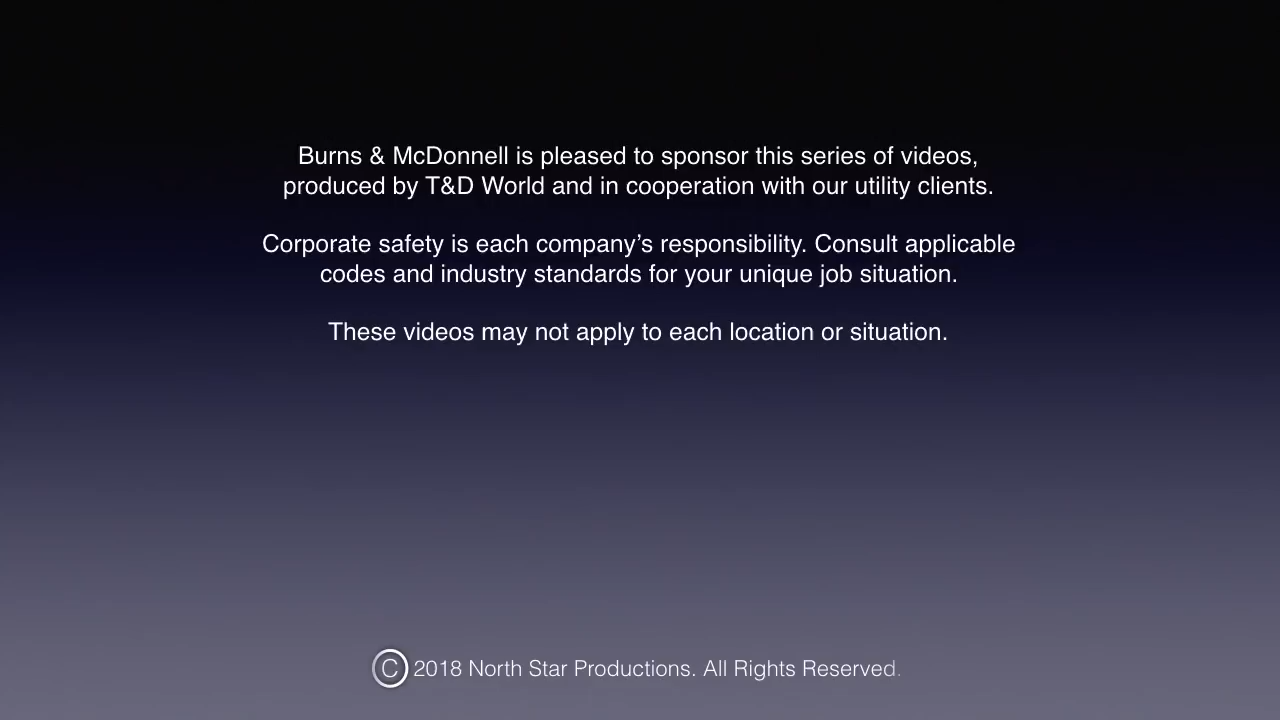 Burns & McDonnell is pleased to sponsor this series of videos,
produced by T&D World and in cooperation with our utility clients.
Corporate safety is each company’s responsibility. Consult applicable
codes and industry standards for your unique job situation.
These videos may not apply to each location or situation.
© 2018 North Star Productions. All Rights Reserved.